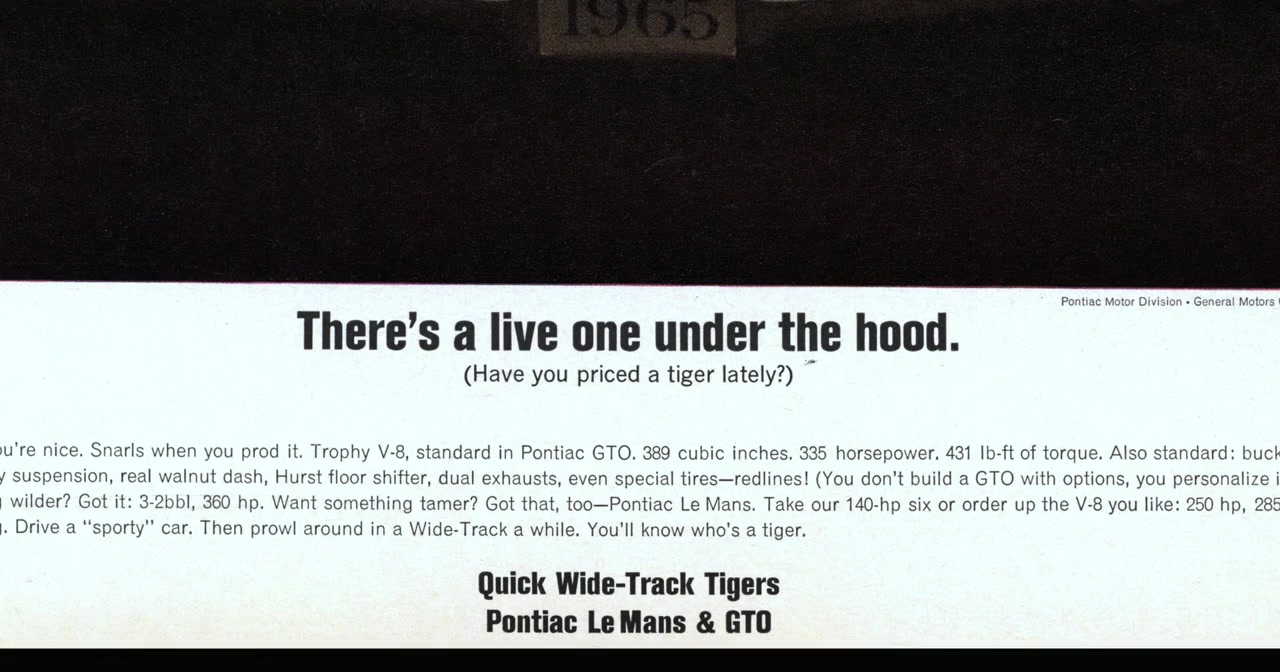 1965
Pontiac Motor Division • General Motors
There's a live one under the hood.
(Have you priced a tiger lately?)
ou're nice. Snarls when you prod it. Trophy V-8, standard in Pontiac GTO. 389 cubic inches. 335 horsepower. 431 lb-ft of torque. Also standard: buck
y suspension, real walnut dash, Hurst floor shifter, dual exhausts, even special tires—redlines! (You don't build a GTO with options, you personalize i
g wilder? Got it: 3-2bbl, 360 hp. Want something tamer? Got that, too—Pontiac Le Mans. Take our 140-hp six or order up the V-8 you like: 250 hp, 285
. Drive a “sporty” car. Then prowl around in a Wide-Track a while. You'll know who's a tiger.
Quick Wide-Track Tigers
Pontiac Le Mans & GTO